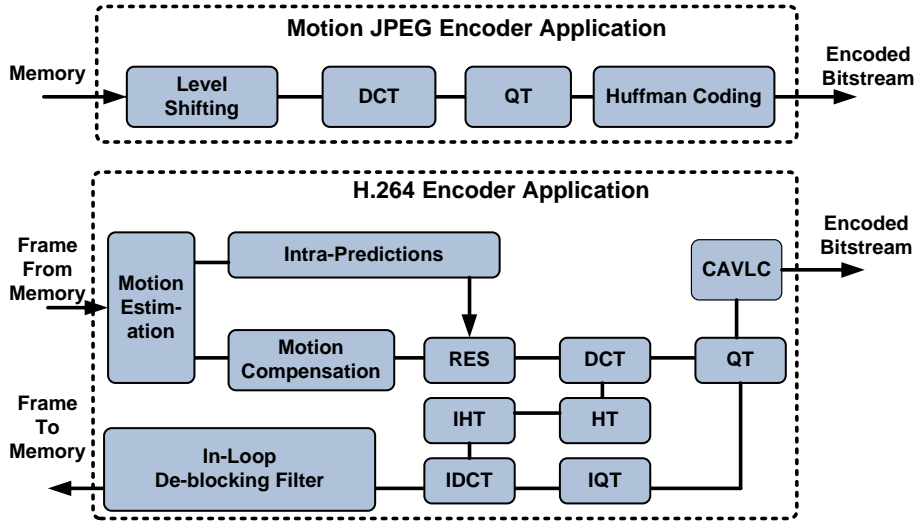 Motion JPEG Encoder Application
Memory
Level
Shifting
DCT
QT
Huffman Coding
Encoded
Bitstream
H.264 Encoder Application
Frame
From
Memory
Motion
Estim-
ation
Intra-Predictions
CAVLC
Encoded
Bitstream
Motion
Compensation
RES
DCT
QT
IHT
HT
Frame
To
Memory
In-Loop
De-blocking Filter
IDCT
IQT